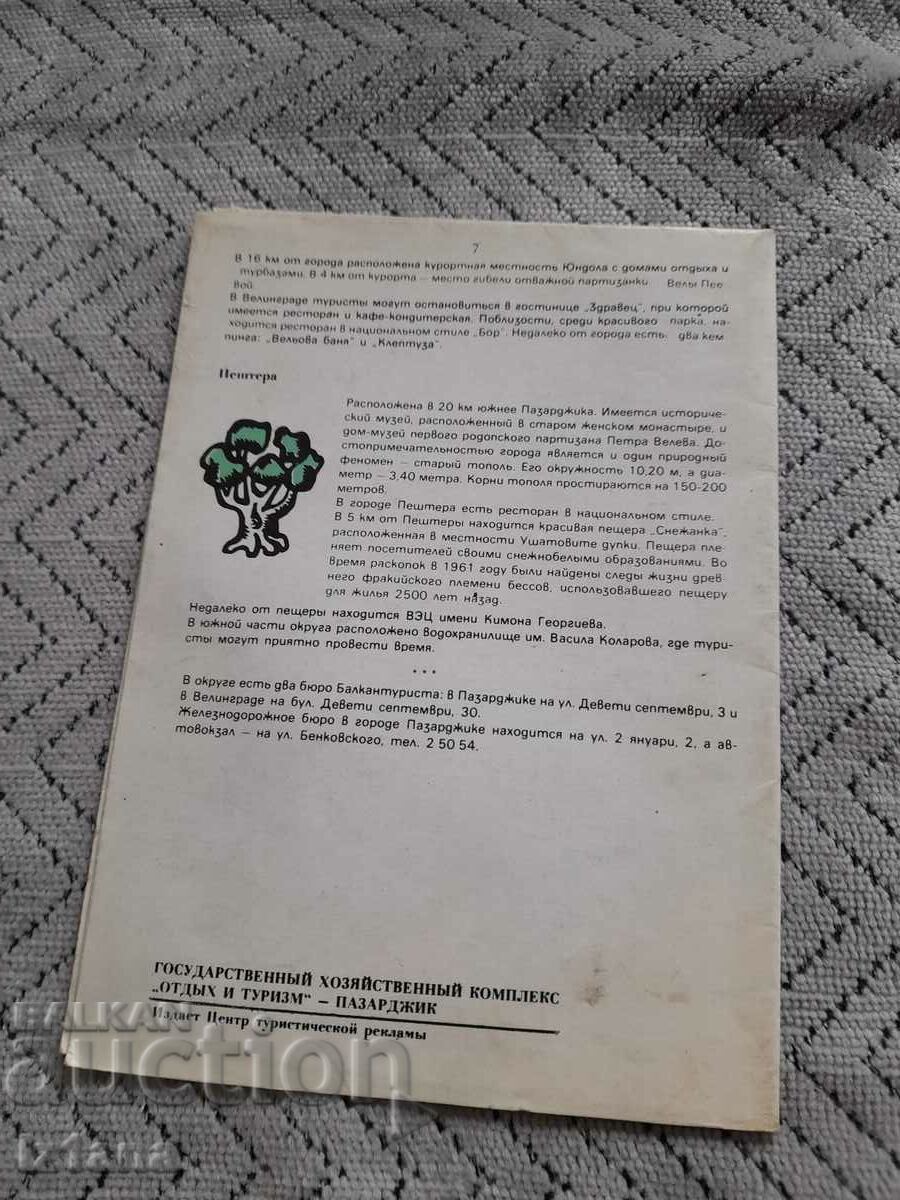 7
В 16 км от города расположена курортная местность Юндола с домами отдыха и
турбазами. В 4 км от курорта – место гибели отважной партизанки Велы Пее
вой.
В Велинграде туристы могут остановиться в гостинице „Здравец", при которой
имеется ресторан и кафе-кондитерская. Поблизости, среди красивого парка, на-
ходится ресторан в национальном стиле „Бор". Недалеко от города есть два кем
пинга: „Вельова баня" и „Клептуза".
Пештера
Расположена в 20 км южнее Пазарджика. Имеется историче-
ский музей, расположенный в старом женском монастыре, и
дом-музей первого родопского партизана Петра Велева. До-
стопримечательностью города является и один природный
феномен – старый тополь. Его окружность 10,20 м, а диа-
метр – 3,40 метра. Корни тополя простираются на 150-200
метров.
В городе Пештера есть ресторан в национальном стиле.
В 5 км от Пештеры находится красивая пещера „Снежанка",
расположенная в местности Ушатовите дупки. Пещера пле-
няет посетителей своими снежнобелыми образованиями. Во
время раскопок в 1961 году были найдены следы жизни древ-
него фракийского племени бессов, использовавшего пещеру
для жилья 2500 лет назад.
Недалеко от пещеры находится ВЭЦ имени Кимона Георгиева.
В южной части округа расположено водохранилище им. Васила Коларова, где тури-
сты могут приятно провести время.
***
В округе есть два бюро Балкантуриста: в Пазарджике на ул. Девети септември, 3 и
в Велинграде на бул. Девети септември, 30.
Железнодорожное бюро в городе Пазарджике находится на ул. 2 януари, 2, а ав-
товокзал – на ул. Бенковского, тел. 2 50 54.
ГОСУДАРСТВЕННЫЙ ХОЗЯЙСТВЕННЫЙ КОМПЛЕКС
„ОТДЫХ И ТУРИЗМ" – ПАЗАРДЖИК
Издает Центр туристической рекламы
BALKAN
auction
iziana